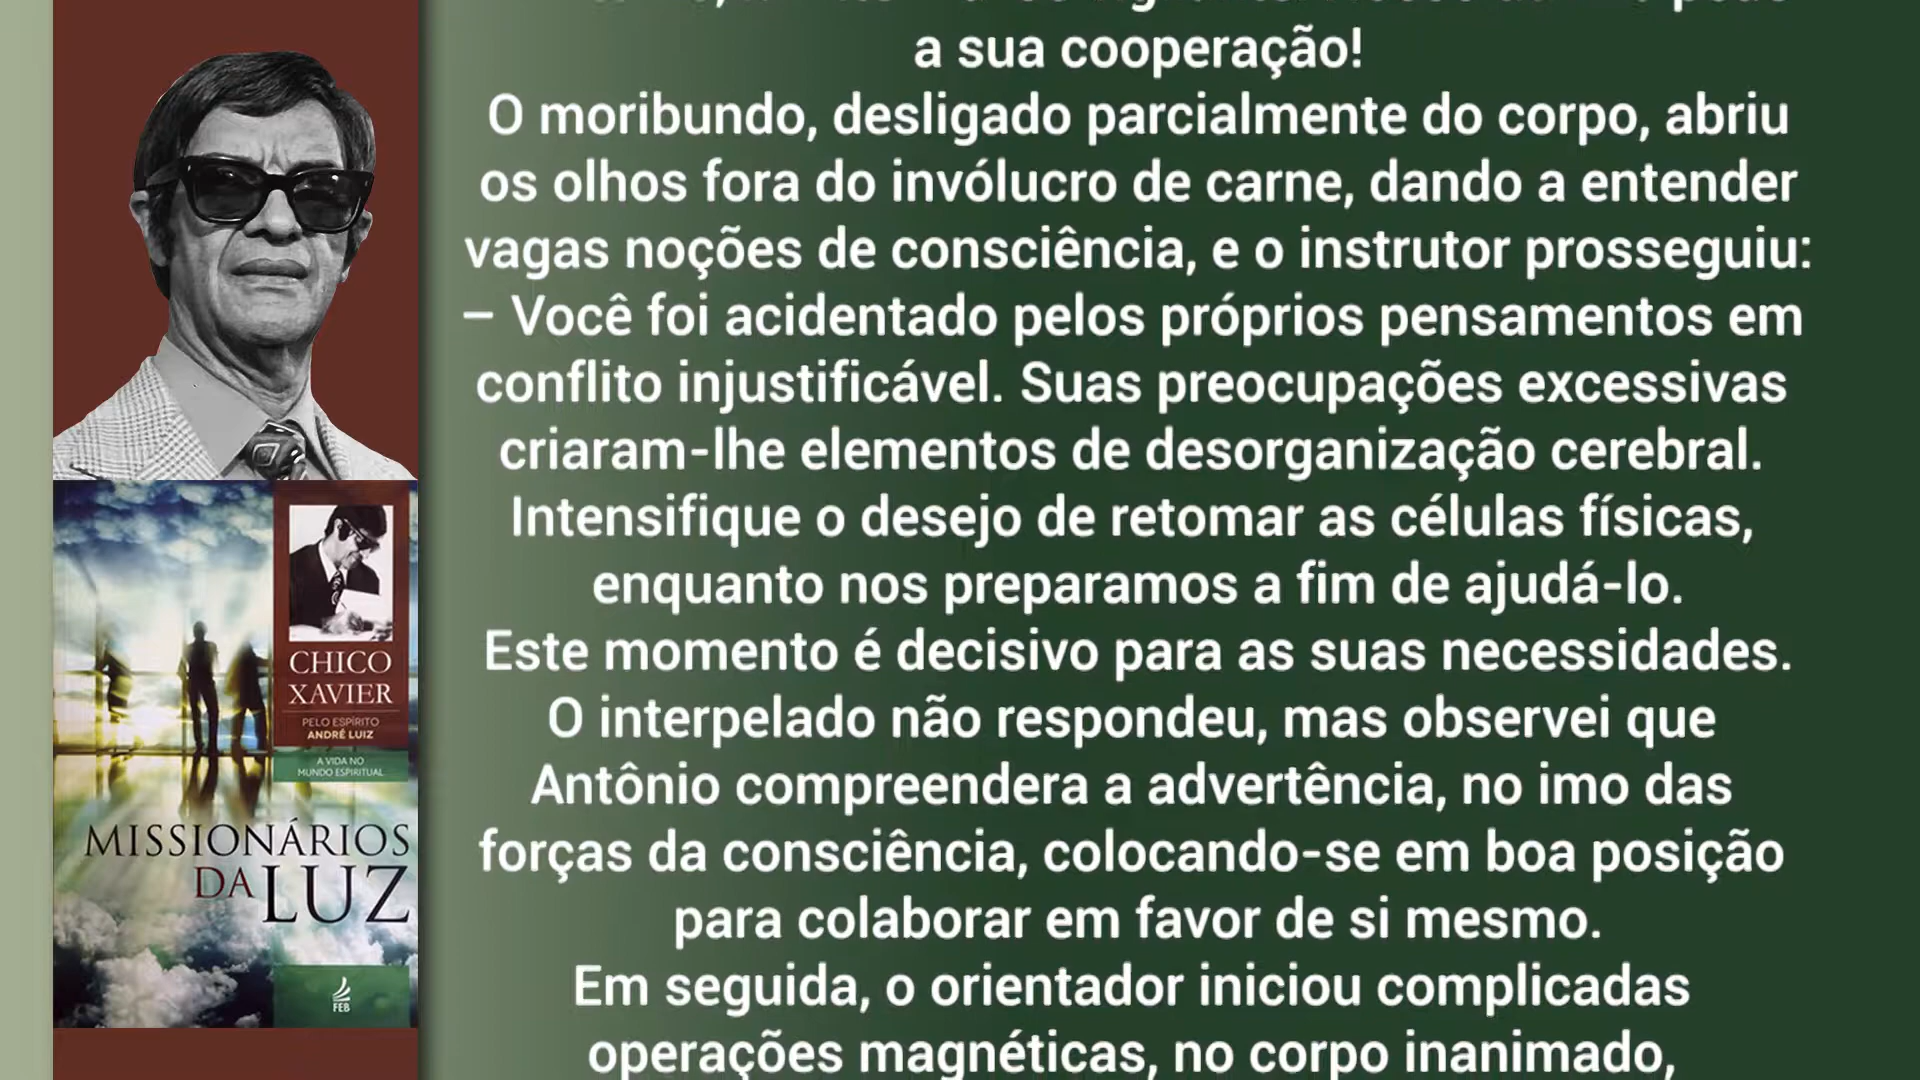 a sua cooperação!
O moribundo, desligado parcialmente do corpo, abriu
os olhos fora do invólucro de carne, dando a entender
vagas noções de consciência, e o instrutor prosseguiu:
– Você foi acidentado pelos próprios pensamentos em
conflito injustificável. Suas preocupações excessivas
criaram-lhe elementos de desorganização cerebral.
Intensifique o desejo de retomar as células físicas,
enquanto nos preparamos a fim de ajudá-lo.
Este momento é decisivo para as suas necessidades.
O interpelado não respondeu, mas observei que
Antônio compreendera a advertência, no imo das
forças da consciência, colocando-se em boa posição
para colaborar em favor de si mesmo.
Em seguida, o orientador iniciou complicadas
operações magnéticas, no corpo inanimado,
CHICO
XAVIER
PELO ESPÍRITO
ANDRÉ LUIZ
A VIDA NO
MUNDO ESPIRITUAL
MISSIONÁRIOS
DA LUZ
FEB